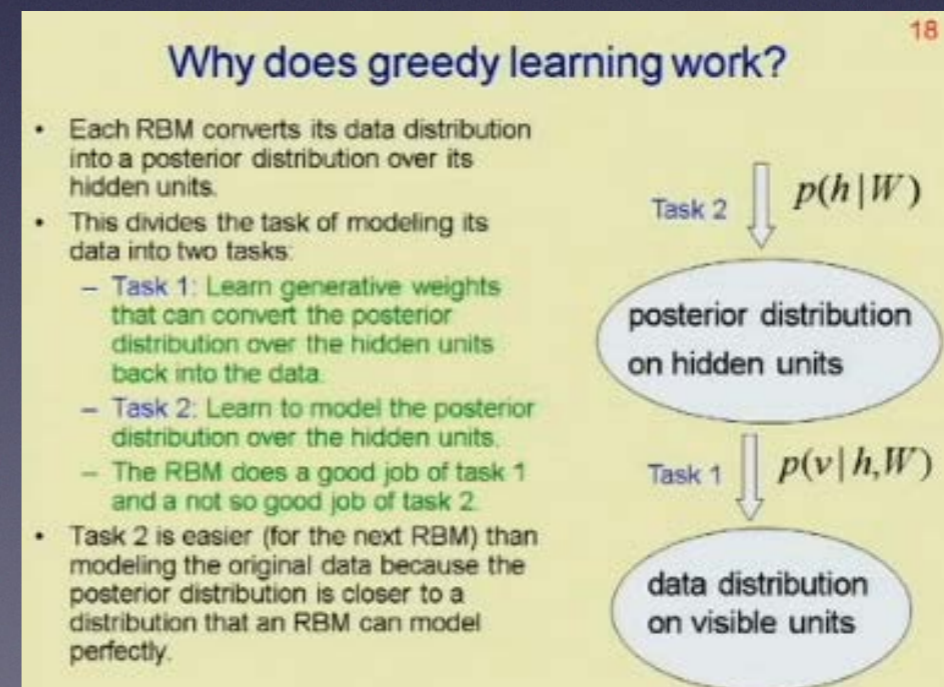 18
Why does greedy learning work?
• Each RBM converts its data distribution
into a posterior distribution over its
hidden units.
• This divides the task of modeling its
data into two tasks:
– Task 1: Learn generative weights
that can convert the posterior
distribution over the hidden units
back into the data.
– Task 2: Learn to model the posterior
distribution over the hidden units.
– The RBM does a good job of task 1
and a not so good job of task 2.
• Task 2 is easier (for the next RBM) than
modeling the original data because the
posterior distribution is closer to a
distribution that an RBM can model
perfectly.
Task 2 p(h|W)
posterior distribution
on hidden units
Task 1 p(v|h,W)
data distribution
on visible units